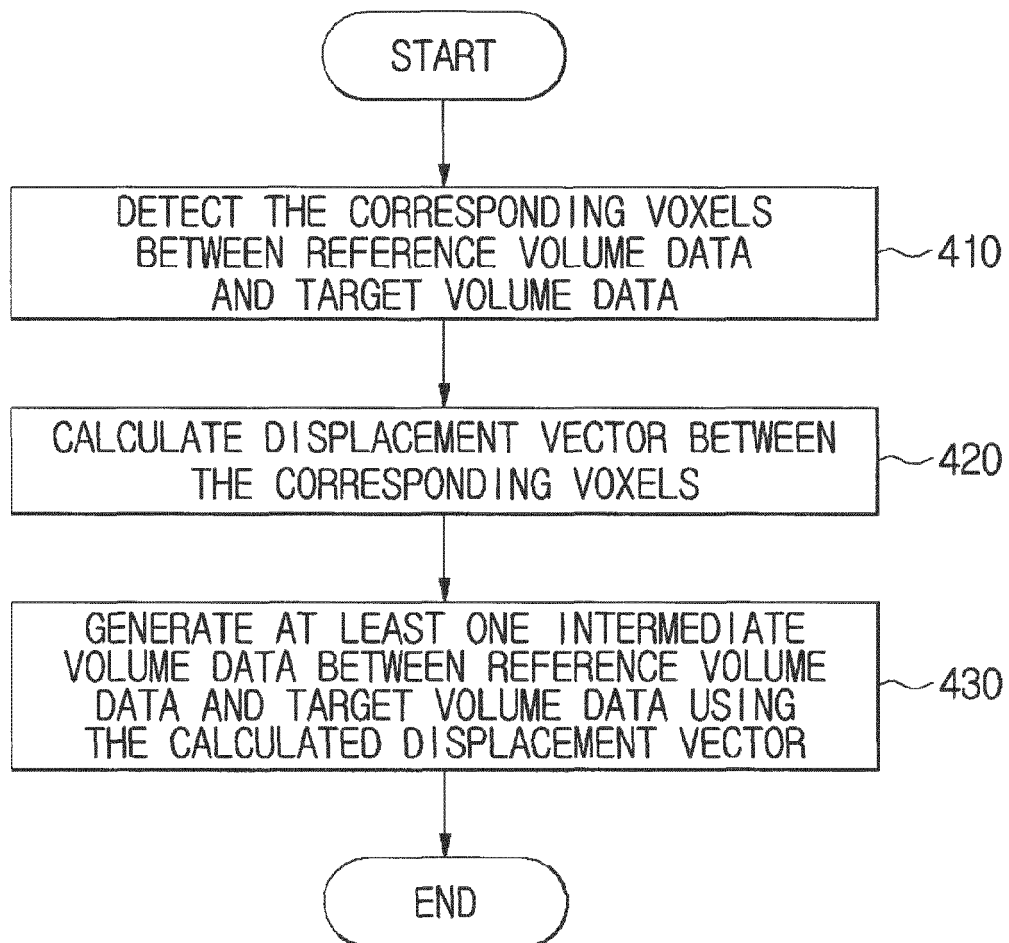 START
DETECT THE CORRESPONDING VOXELS
BETWEEN REFERENCE VOLUME DATA
AND TARGET VOLUME DATA
410
CALCULATE DISPLACEMENT VECTOR BETWEEN
THE CORRESPONDING VOXELS
420
GENERATE AT LEAST ONE INTERMEDIATE
VOLUME DATA BETWEEN REFERENCE VOLUME
DATA AND TARGET VOLUME DATA USING
THE CALCULATED DISPLACEMENT VECTOR
430
END